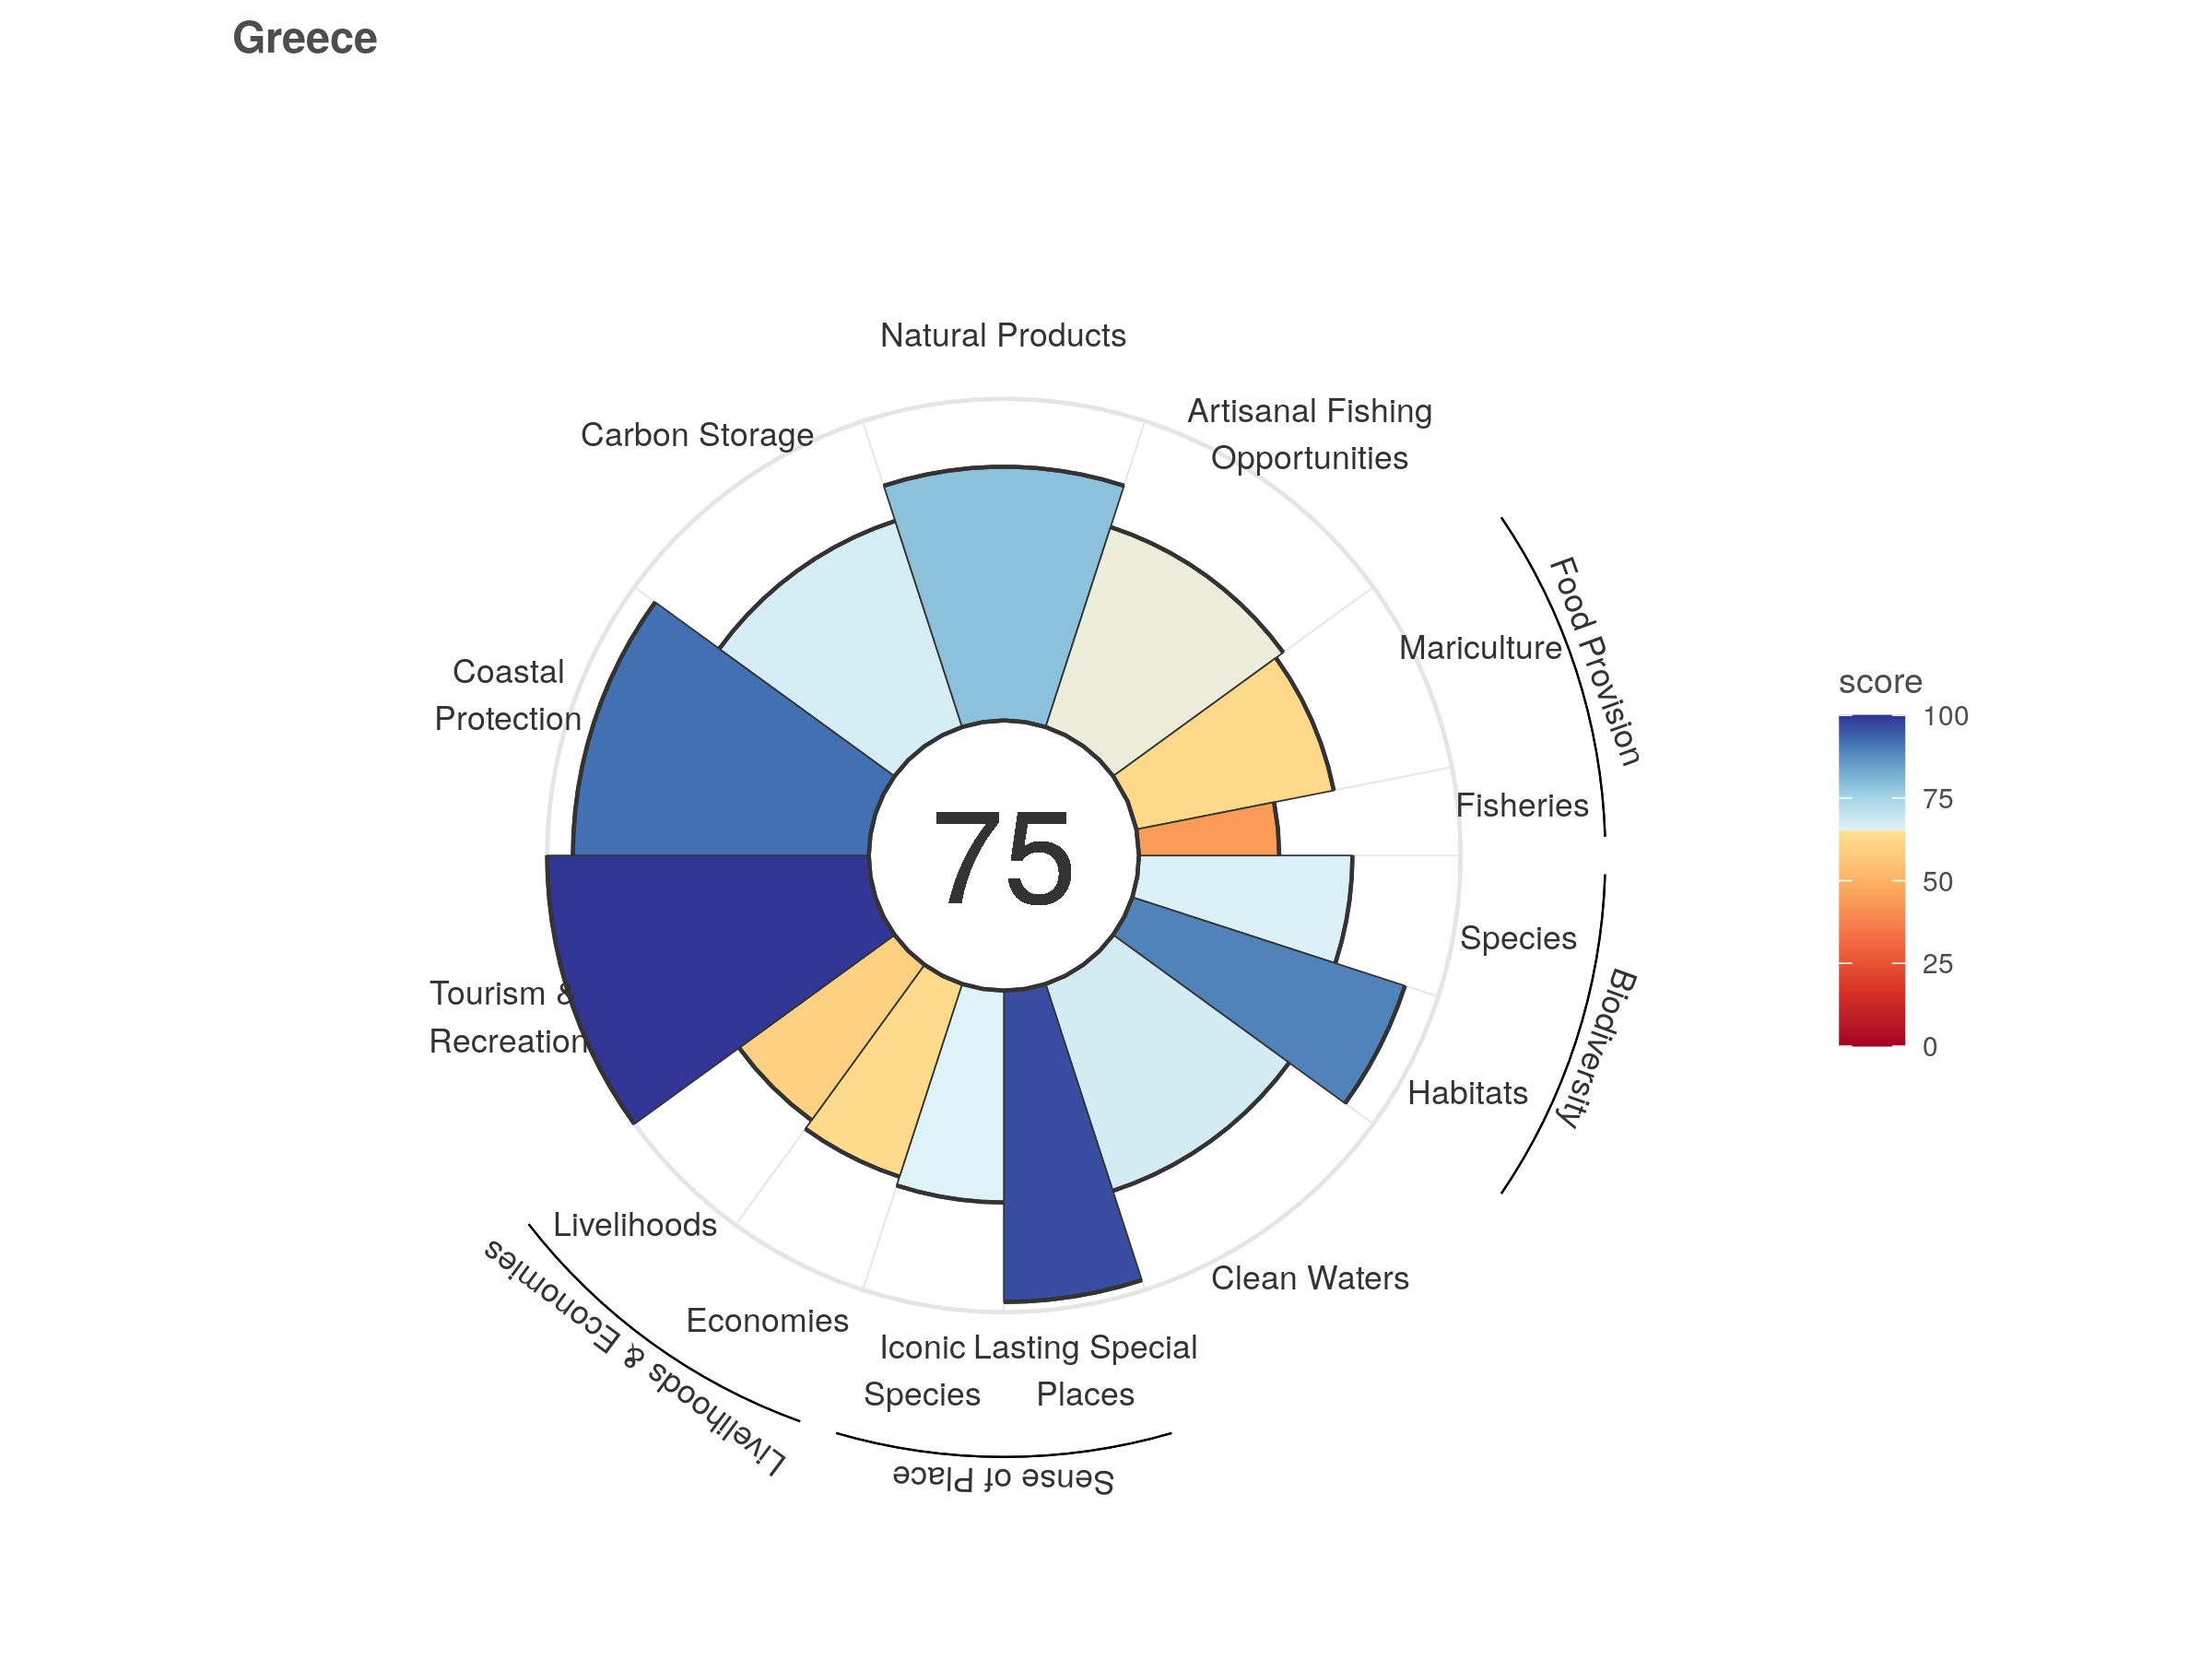 Greece
Natural Products
Artisanal Fishing
Opportunities
Carbon Storage
Food Provision
Mariculture
Coastal
Protection
Fisheries
75
score
100
75
50
25
0
Species
Biodiversity
Tourism &
Recreation
Habitats
Livelihoods
Clean Waters
Economies
Livelihoods & Economies
Iconic
Species
Lasting Special
Places
Sense of Place